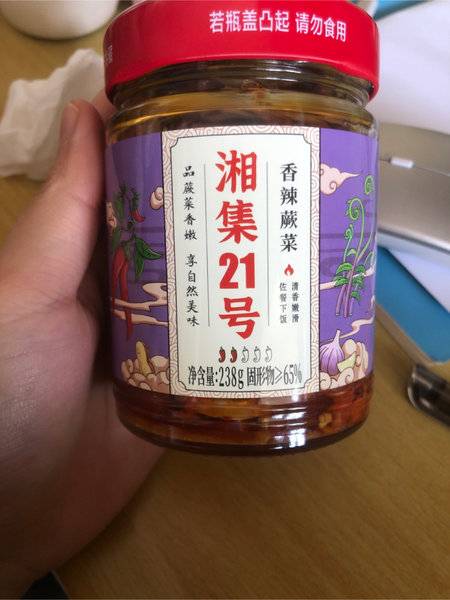 若瓶盖凸起 请勿食用
香辣蕨菜
清香嫩滑
佐餐下饭
湘集21号
品蕨菜香嫩 享自然美味
净含量:238g 固形物≥65%